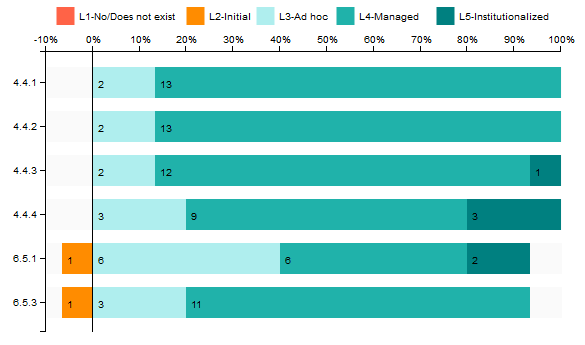 L1-No/Does not exist L2-Initial L3-Ad hoc L4-Managed L5-Institutionalized
-10% 0% 10% 20% 30% 40% 50% 60% 70% 80% 90% 100%
4.4.1 2 13
4.4.2 2 13
4.4.3 2 12 1
4.4.4 3 9 3
6.5.1 1 6 6 2
6.5.3 1 3 11